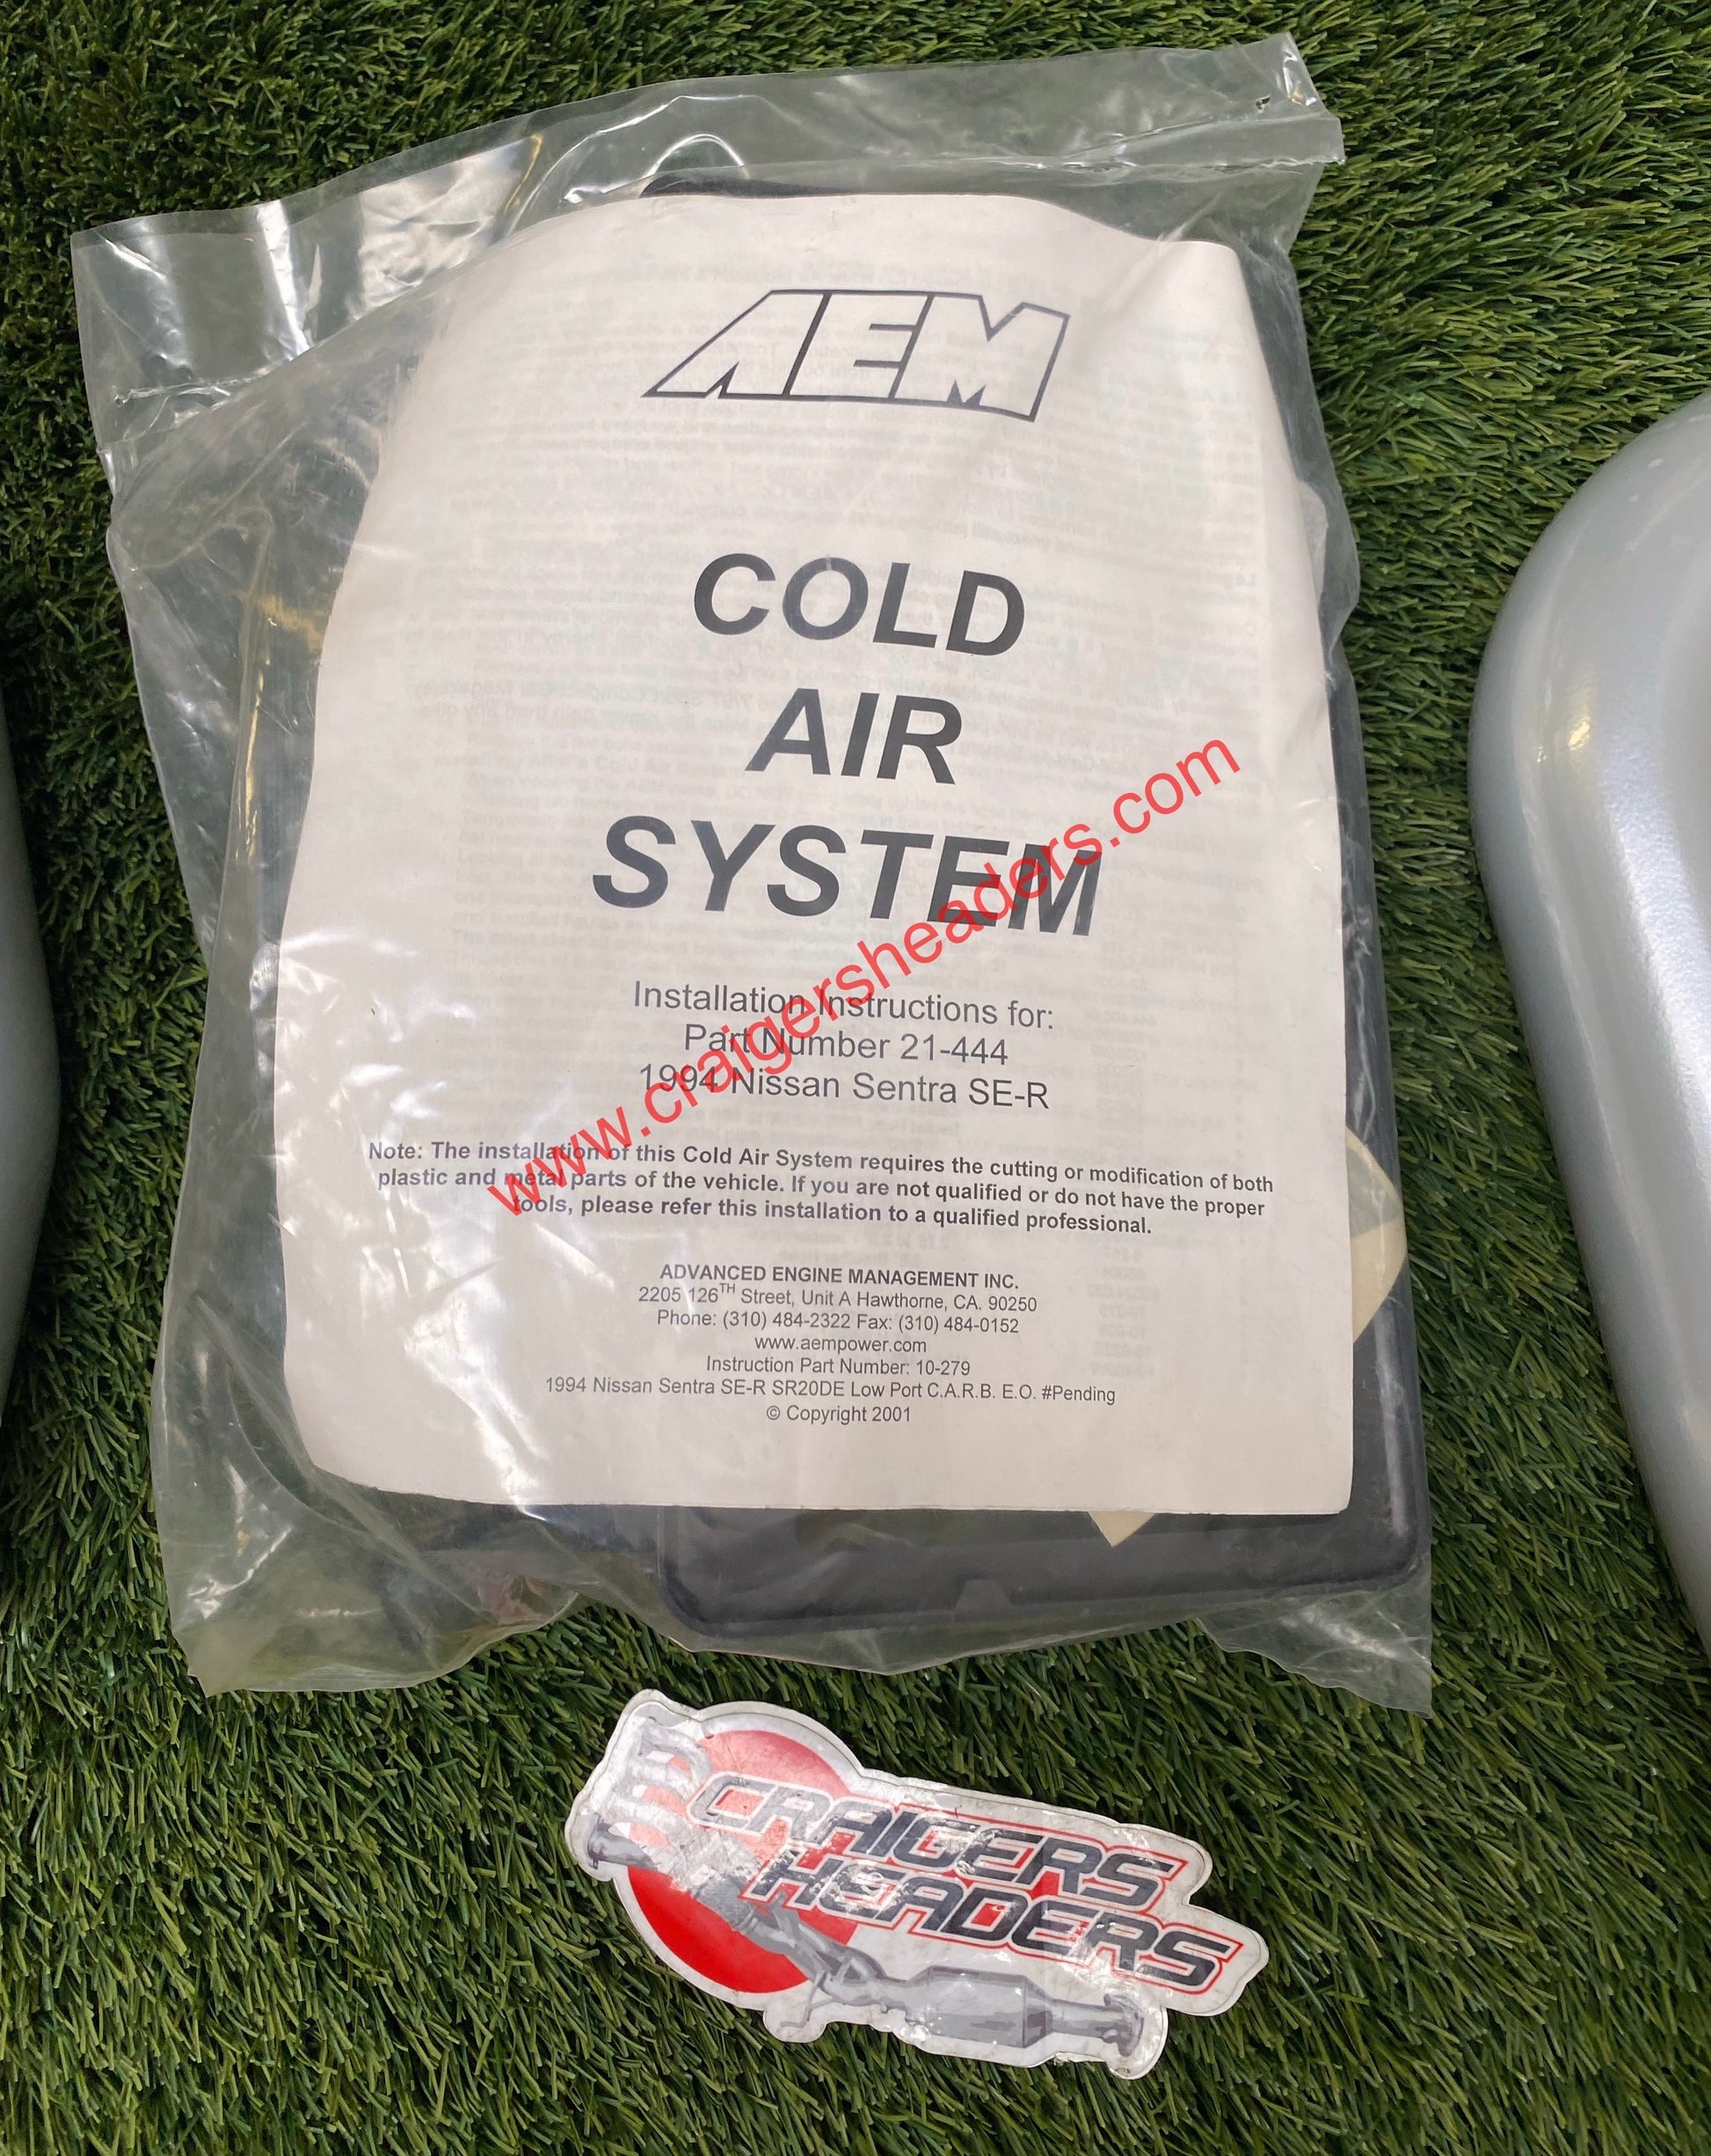 AEM
COLD
AIR
SYSTEM
Installation Instructions for:
Part Number 21-444
1994 Nissan Sentra SE-R
Note: The installation of this Cold Air System requires the cutting or modification of both
plastic and metal parts of the vehicle. If you are not qualified or do not have the proper
tools, please refer this installation to a qualified professional.
ADVANCED ENGINE MANAGEMENT INC.
2205 126TH Street, Unit A Hawthorne, CA. 90250
Phone: (310) 484-2322 Fax: (310) 484-0152
www.aempower.com
Instruction Part Number: 10-279
1994 Nissan Sentra SE-R SR20DE Low Port C.A.R.B. E.O. #Pending
© Copyright 2001
www.craigersheaders.com
CRAIGERS
HEADERS